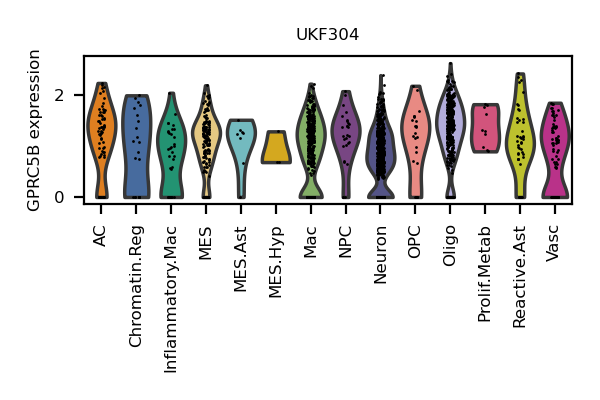 UKF304
GPRC5B expression
2
0
AC
Chromatin.Reg
Inflammatory.Mac
MES
MES.Ast
MES.Hyp
Mac
NPC
Neuron
OPC
Oligo
Prolif.Metab
Reactive.Ast
Vasc